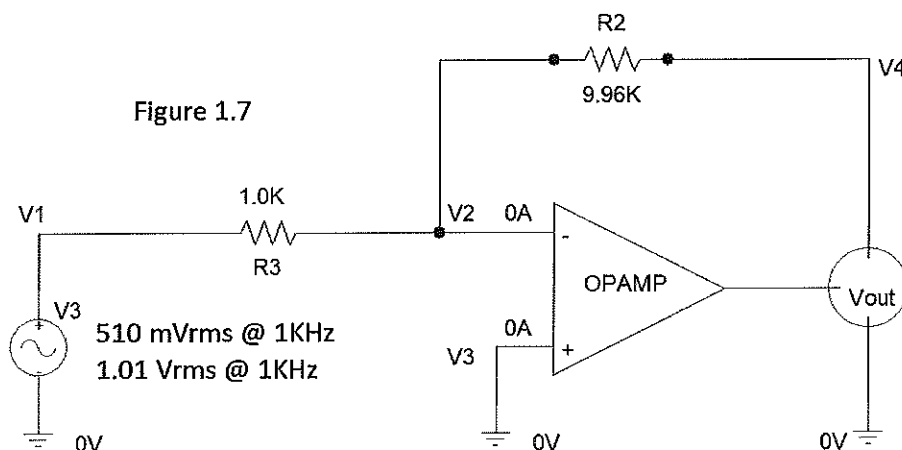 R2
V4
9.96K
Figure 1.7
1.0K
V1
V2
0A
-
R3
OPAMP
Vout
V3
+
-
510 mVrms @ 1KHz
1.01 Vrms @ 1KHz
0A
V3
+
0V
0V
0V